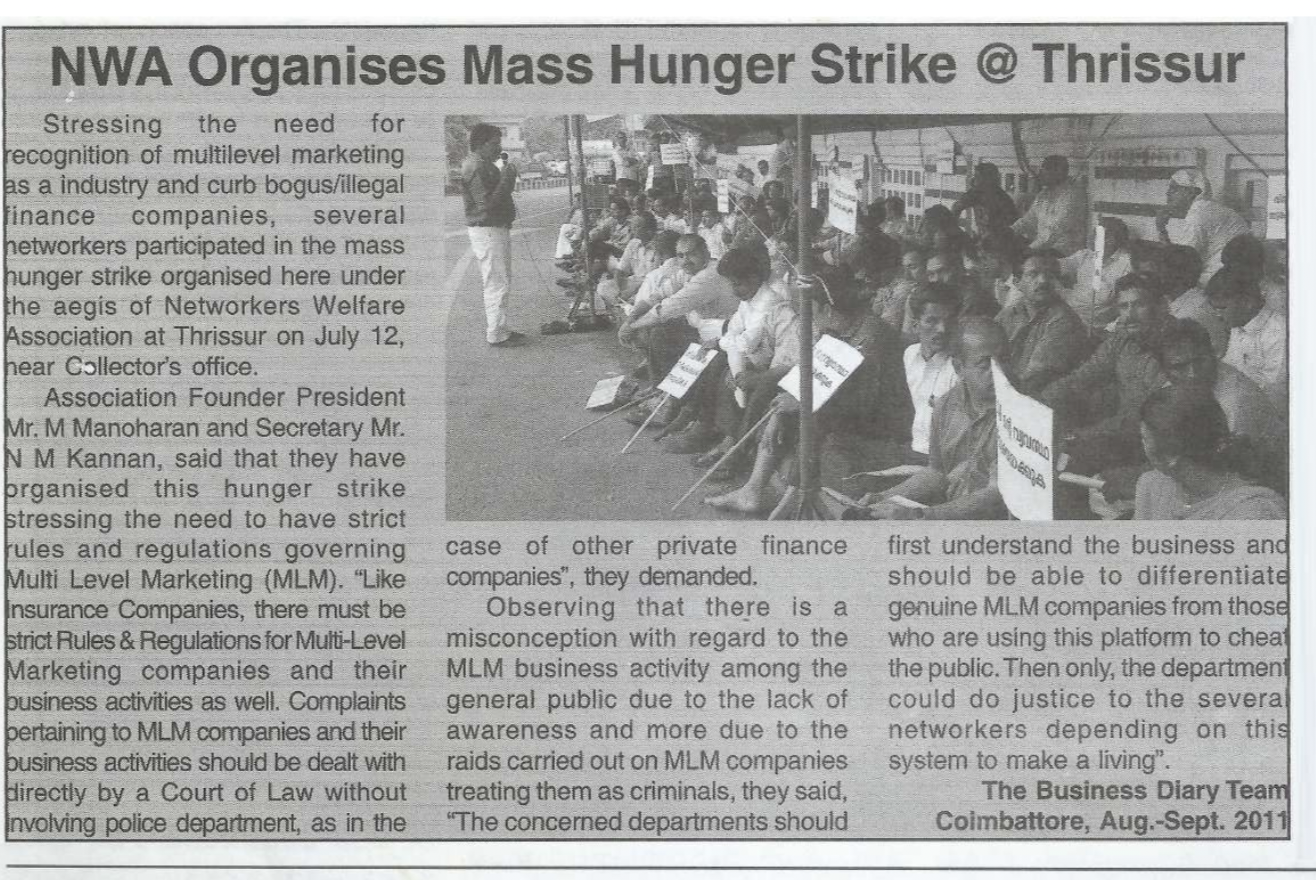 NWA Organises Mass Hunger Strike @ Thrissur
Stressing the need for
recognition of multilevel marketing
as a industry and curb bogus/illegal
finance companies, several
networkers participated in the mass
hunger strike organised here under
the aegis of Networkers Welfare
Association at Thrissur on July 12,
near Collector's office.
Association Founder President
Mr. M Manoharan and Secretary Mr.
N M Kannan, said that they have
organised this hunger strike
stressing the need to have strict
rules and regulations governing
Multi Level Marketing (MLM). “Like
Insurance Companies, there must be
strict Rules & Regulations for Multi-Level
Marketing companies and their
business activities as well. Complaints
pertaining to MLM companies and their
business activities should be dealt with
directly by a Court of Law without
involving police department, as in the
case of other private finance
companies”, they demanded.
Observing that there is a
misconception with regard to the
MLM business activity among the
general public due to the lack of
awareness and more due to the
raids carried out on MLM companies
treating them as criminals, they said,
“The concerned departments should
first understand the business and
should be able to differentiate
genuine MLM companies from those
who are using this platform to cheat
the public. Then only, the department
could do justice to the several
networkers depending on this
system to make a living”.
The Business Diary Team
Coimbattore, Aug.-Sept. 2011